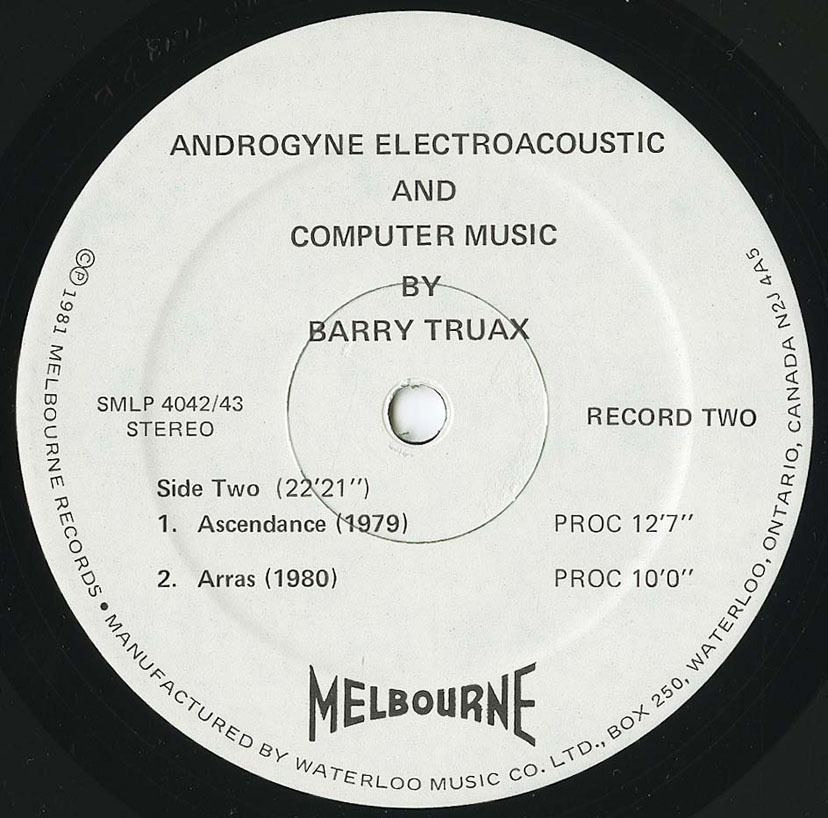 ANDROGYNE ELECTROACOUSTIC
AND
COMPUTER MUSIC
BY
BARRY TRUAX
SMLP 4042/43
STEREO
RECORD TWO
Side Two (22'21'')
1. Ascendance (1979) PROC 12'7''
2. Arras (1980) PROC 10'0''
MELBOURNE
©℗ 1981 MELBOURNE RECORDS • MANUFACTURED BY WATERLOO MUSIC CO. LTD., BOX 250, WATERLOO, ONTARIO, CANADA N2J 4A5